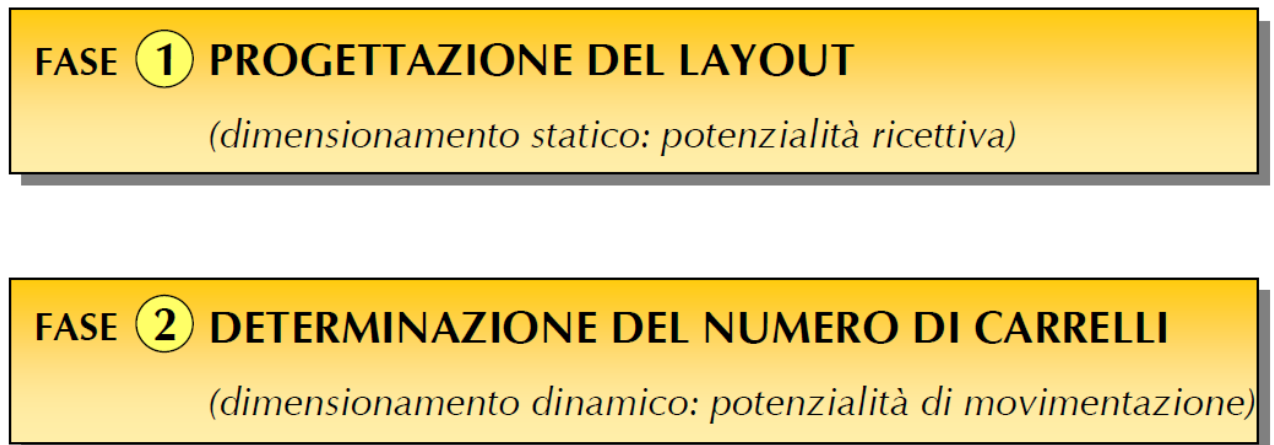 FASE 1 PROGETTAZIONE DEL LAYOUT
(dimensionamento statico: potenzialità ricettiva)
FASE 2 DETERMINAZIONE DEL NUMERO DI CARRELLI
(dimensionamento dinamico: potenzialità di movimentazione)